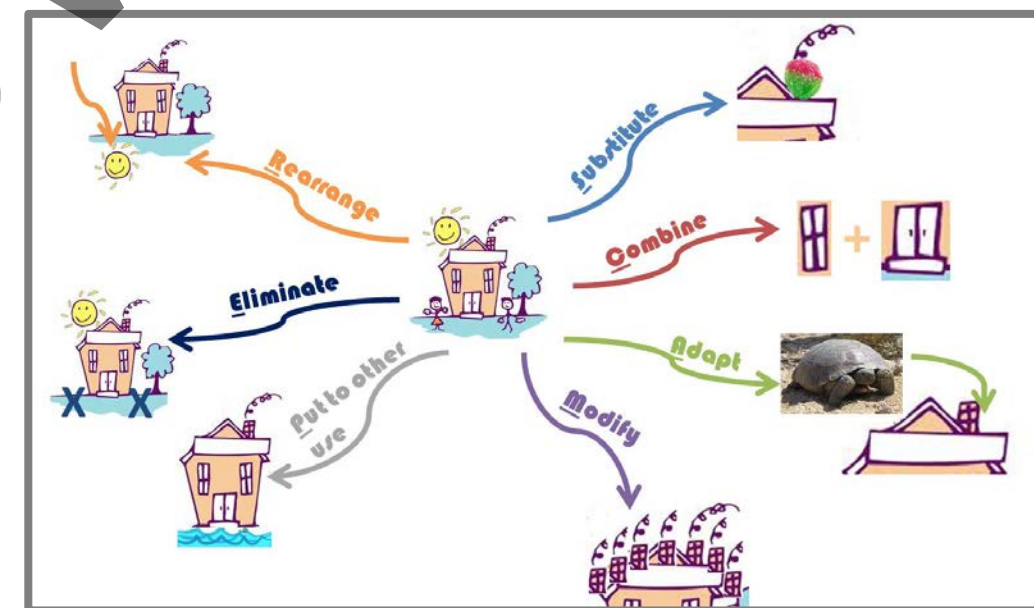 Substitute
Combine
Adapt
Modify
Put to other
use
Eliminate
Rearrange
X X
+